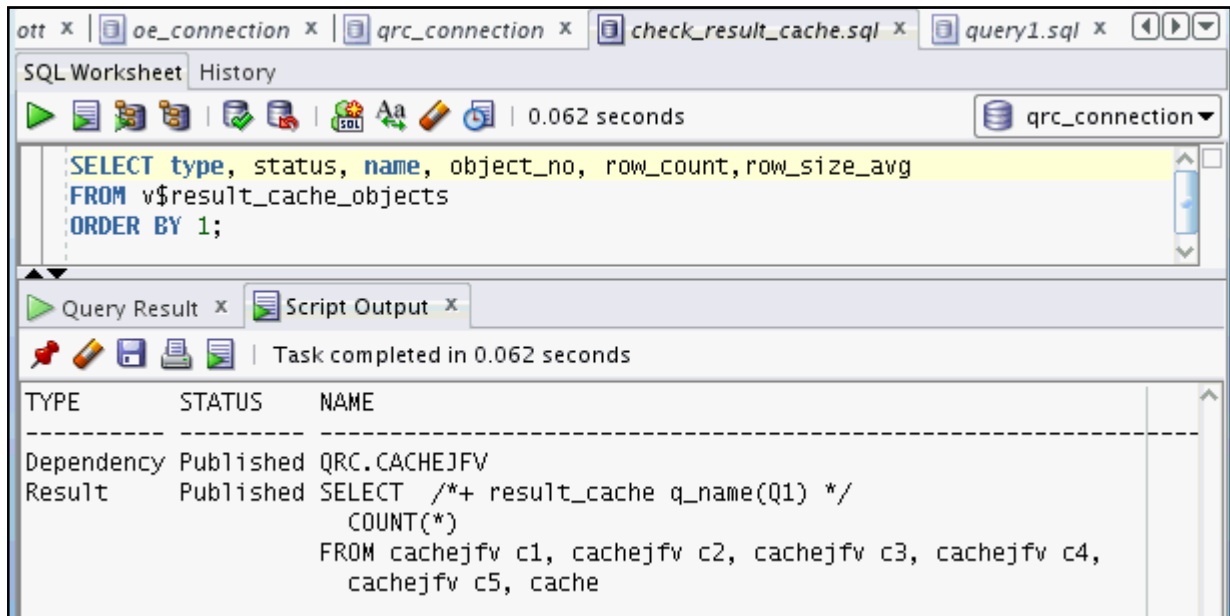 ott x oe_connection x qrc_connection x check_result_cache.sql x query1.sql x
SQL Worksheet History
0.062 seconds qrc_connection
SELECT type, status, name, object_no, row_count,row_size_avg
FROM v$result_cache_objects
ORDER BY 1;
Query Result x Script Output x
Task completed in 0.062 seconds
TYPE STATUS NAME
---------- --------- ----------------------------------------------------------------
Dependency Published QRC.CACHEJFV
Result Published SELECT /*+ result_cache q_name(Q1) */
COUNT(*)
FROM cachejfv c1, cachejfv c2, cachejfv c3, cachejfv c4,
cachejfv c5, cache